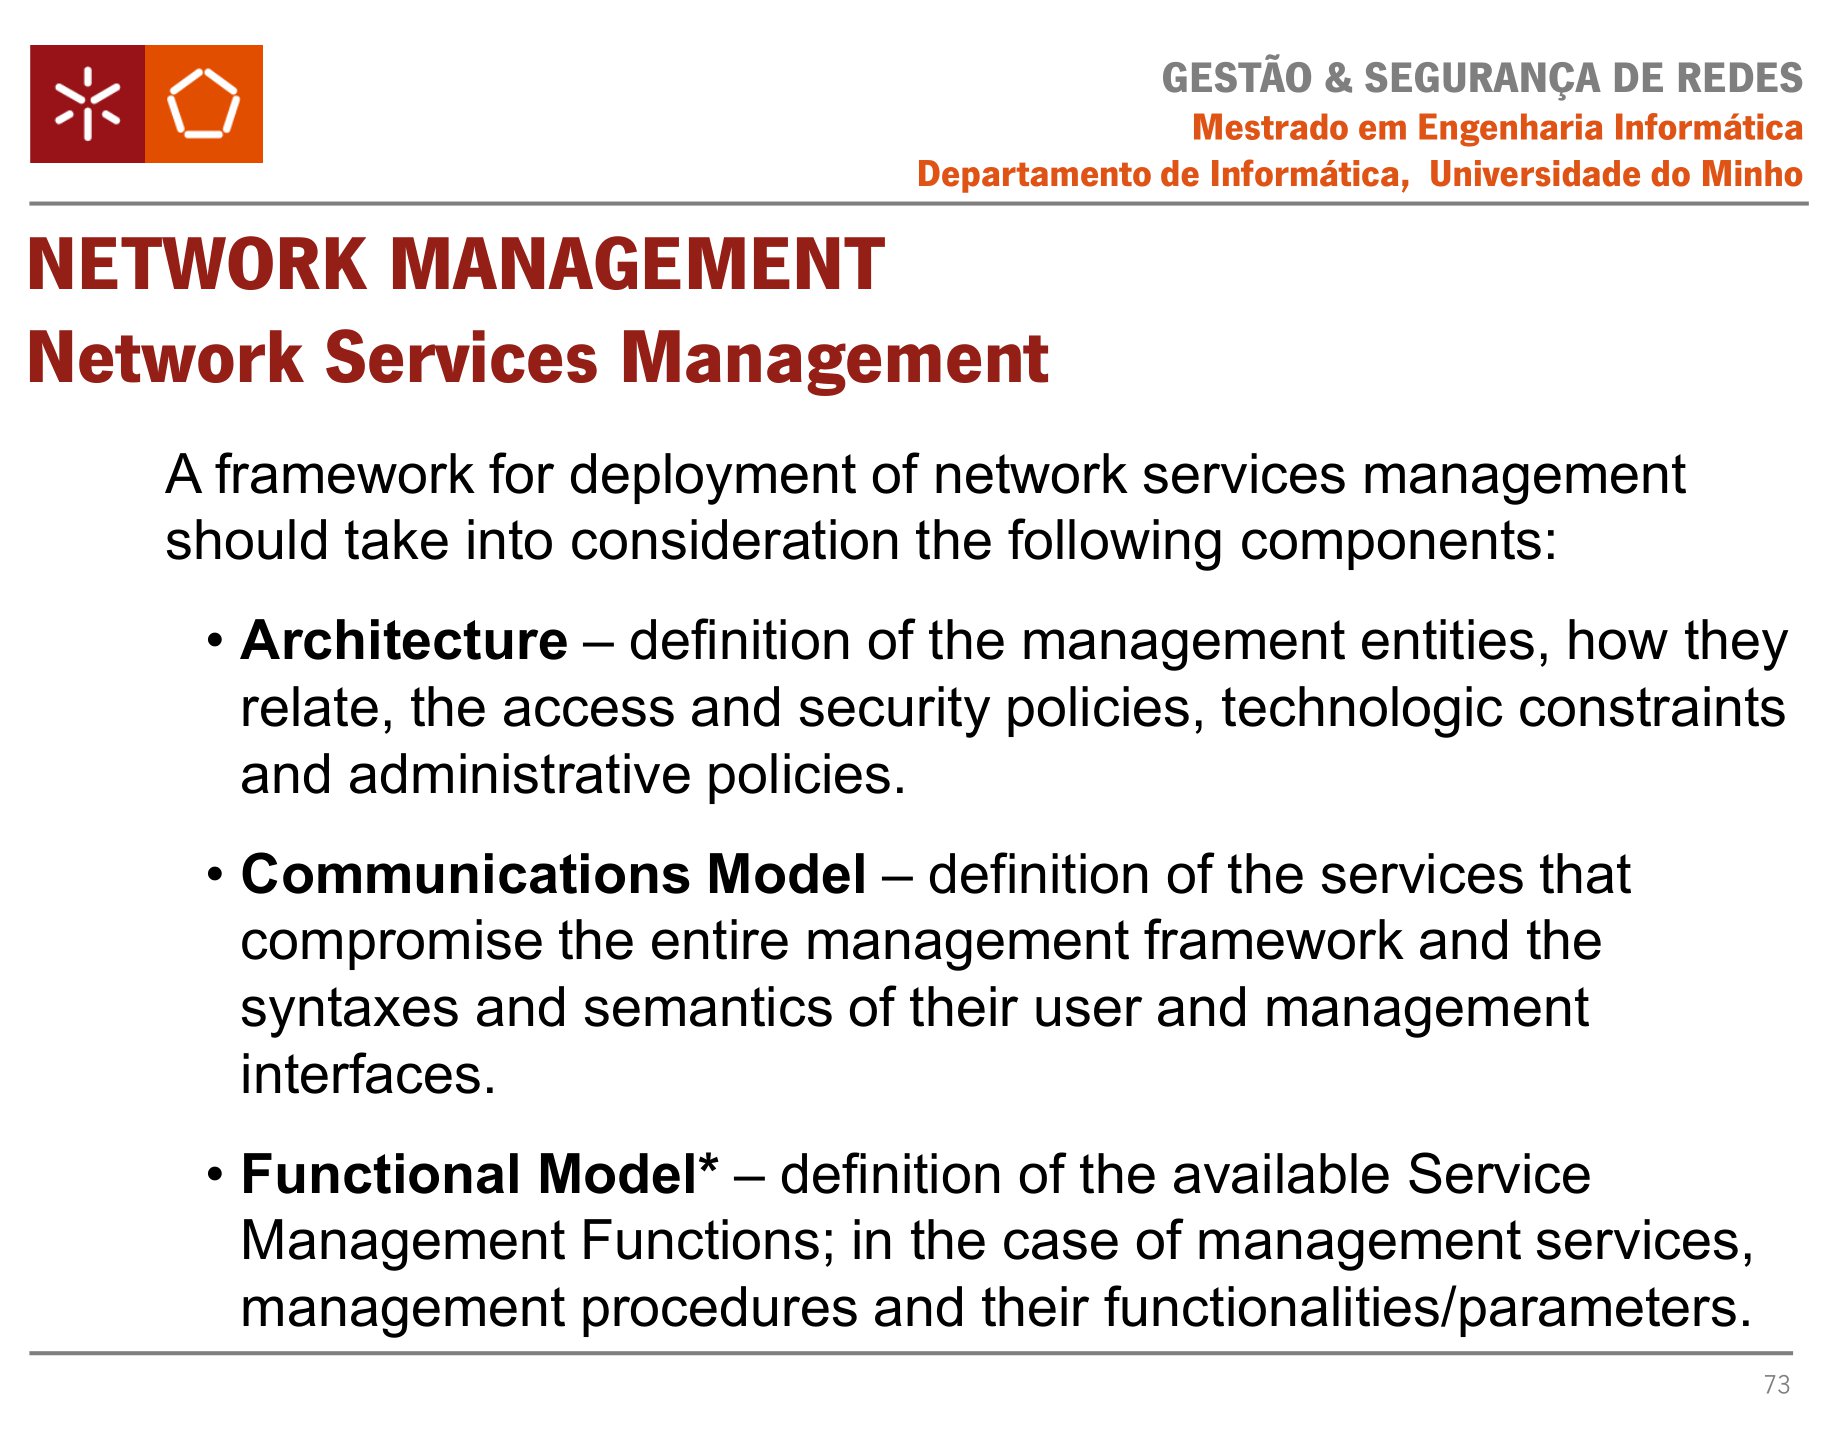 GESTÃO & SEGURANÇA DE REDES
Mestrado em Engenharia Informática
Departamento de Informática, Universidade do Minho
NETWORK MANAGEMENT
Network Services Management
A framework for deployment of network services management
should take into consideration the following components:
• Architecture – definition of the management entities, how they
relate, the access and security policies, technologic constraints
and administrative policies.
• Communications Model – definition of the services that
compromise the entire management framework and the
syntaxes and semantics of their user and management
interfaces.
• Functional Model* – definition of the available Service
Management Functions; in the case of management services,
management procedures and their functionalities/parameters.
73